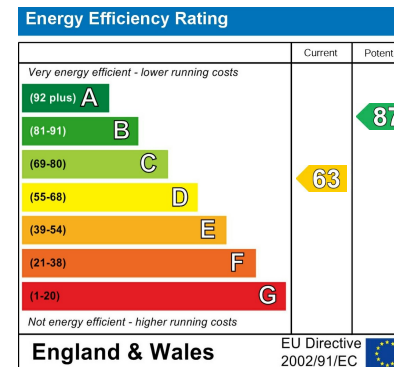 Energy Efficiency Rating
Current Potent
Very energy efficient - lower running costs
(92 plus) A
(81-91) B
87
(69-80) C
63
(55-68) D
(39-54) E
(21-38) F
(1-20) G
Not energy efficient - higher running costs
England & Wales
EU Directive
2002/91/EC